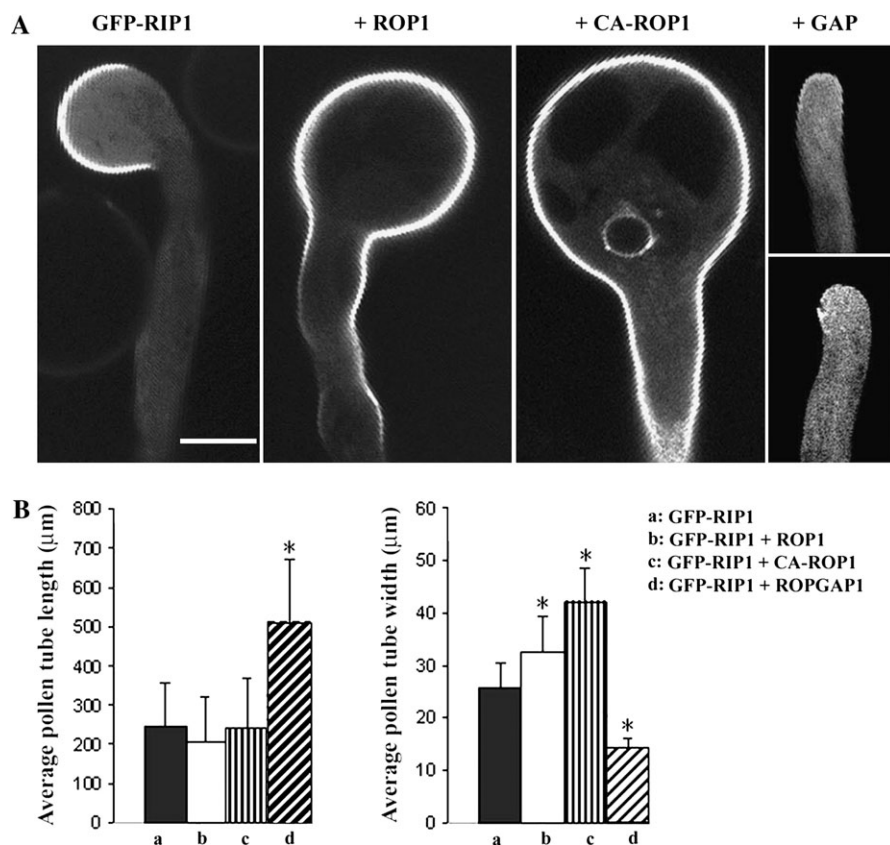 A
GFP-RIP1
+ ROP1
+ CA-ROP1
+ GAP
B
Average pollen tube length (μm)
800
700
600
500
400
300
200
100
0
a
b
c
d
*
Average pollen tube width (μm)
60
50
40
30
20
10
0
a
b
c
d
*
*
*
a: GFP-RIP1
b: GFP-RIP1 + ROP1
c: GFP-RIP1 + CA-ROP1
d: GFP-RIP1 + ROPGAP1